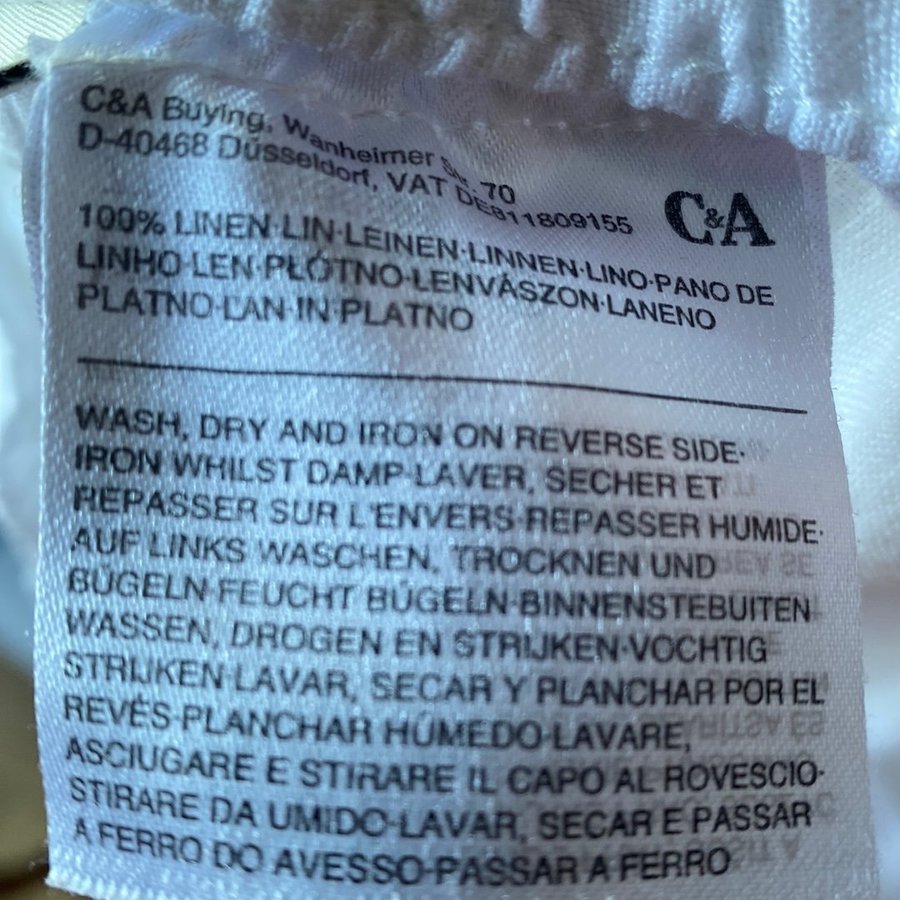 C&A Buying, Wanheimer Str. 70
D-40468 Düsseldorf, VAT DE811809155
C&A
100% LINEN·LIN·LEINEN·LINNEN·LINO·PANO DE
LINHO·LEN·PŁÓTNO·LENVÁSZON·LANENO
PLATNO·ĽAN·IN·PLATNO
WASH, DRY AND IRON ON REVERSE SIDE·
IRON WHILST DAMP·LAVER, SECHER ET
REPASSER SUR L'ENVERS·REPASSER HUMIDE·
AUF LINKS WASCHEN, TROCKNEN UND
BÜGELN·FEUCHT BÜGELN·BINNENSTEBUITEN
WASSEN, DROGEN EN STRIJKEN·VOCHTIG
STRIJKEN·LAVAR, SECAR Y PLANCHAR POR EL
REVÉS·PLANCHAR HÚMEDO·LAVARE,
ASCIUGARE E STIRARE IL CAPO AL ROVESCIO·
STIRARE DA UMIDO·LAVAR, SECAR E PASSAR
A FERRO DO AVESSO·PASSAR A FERRO